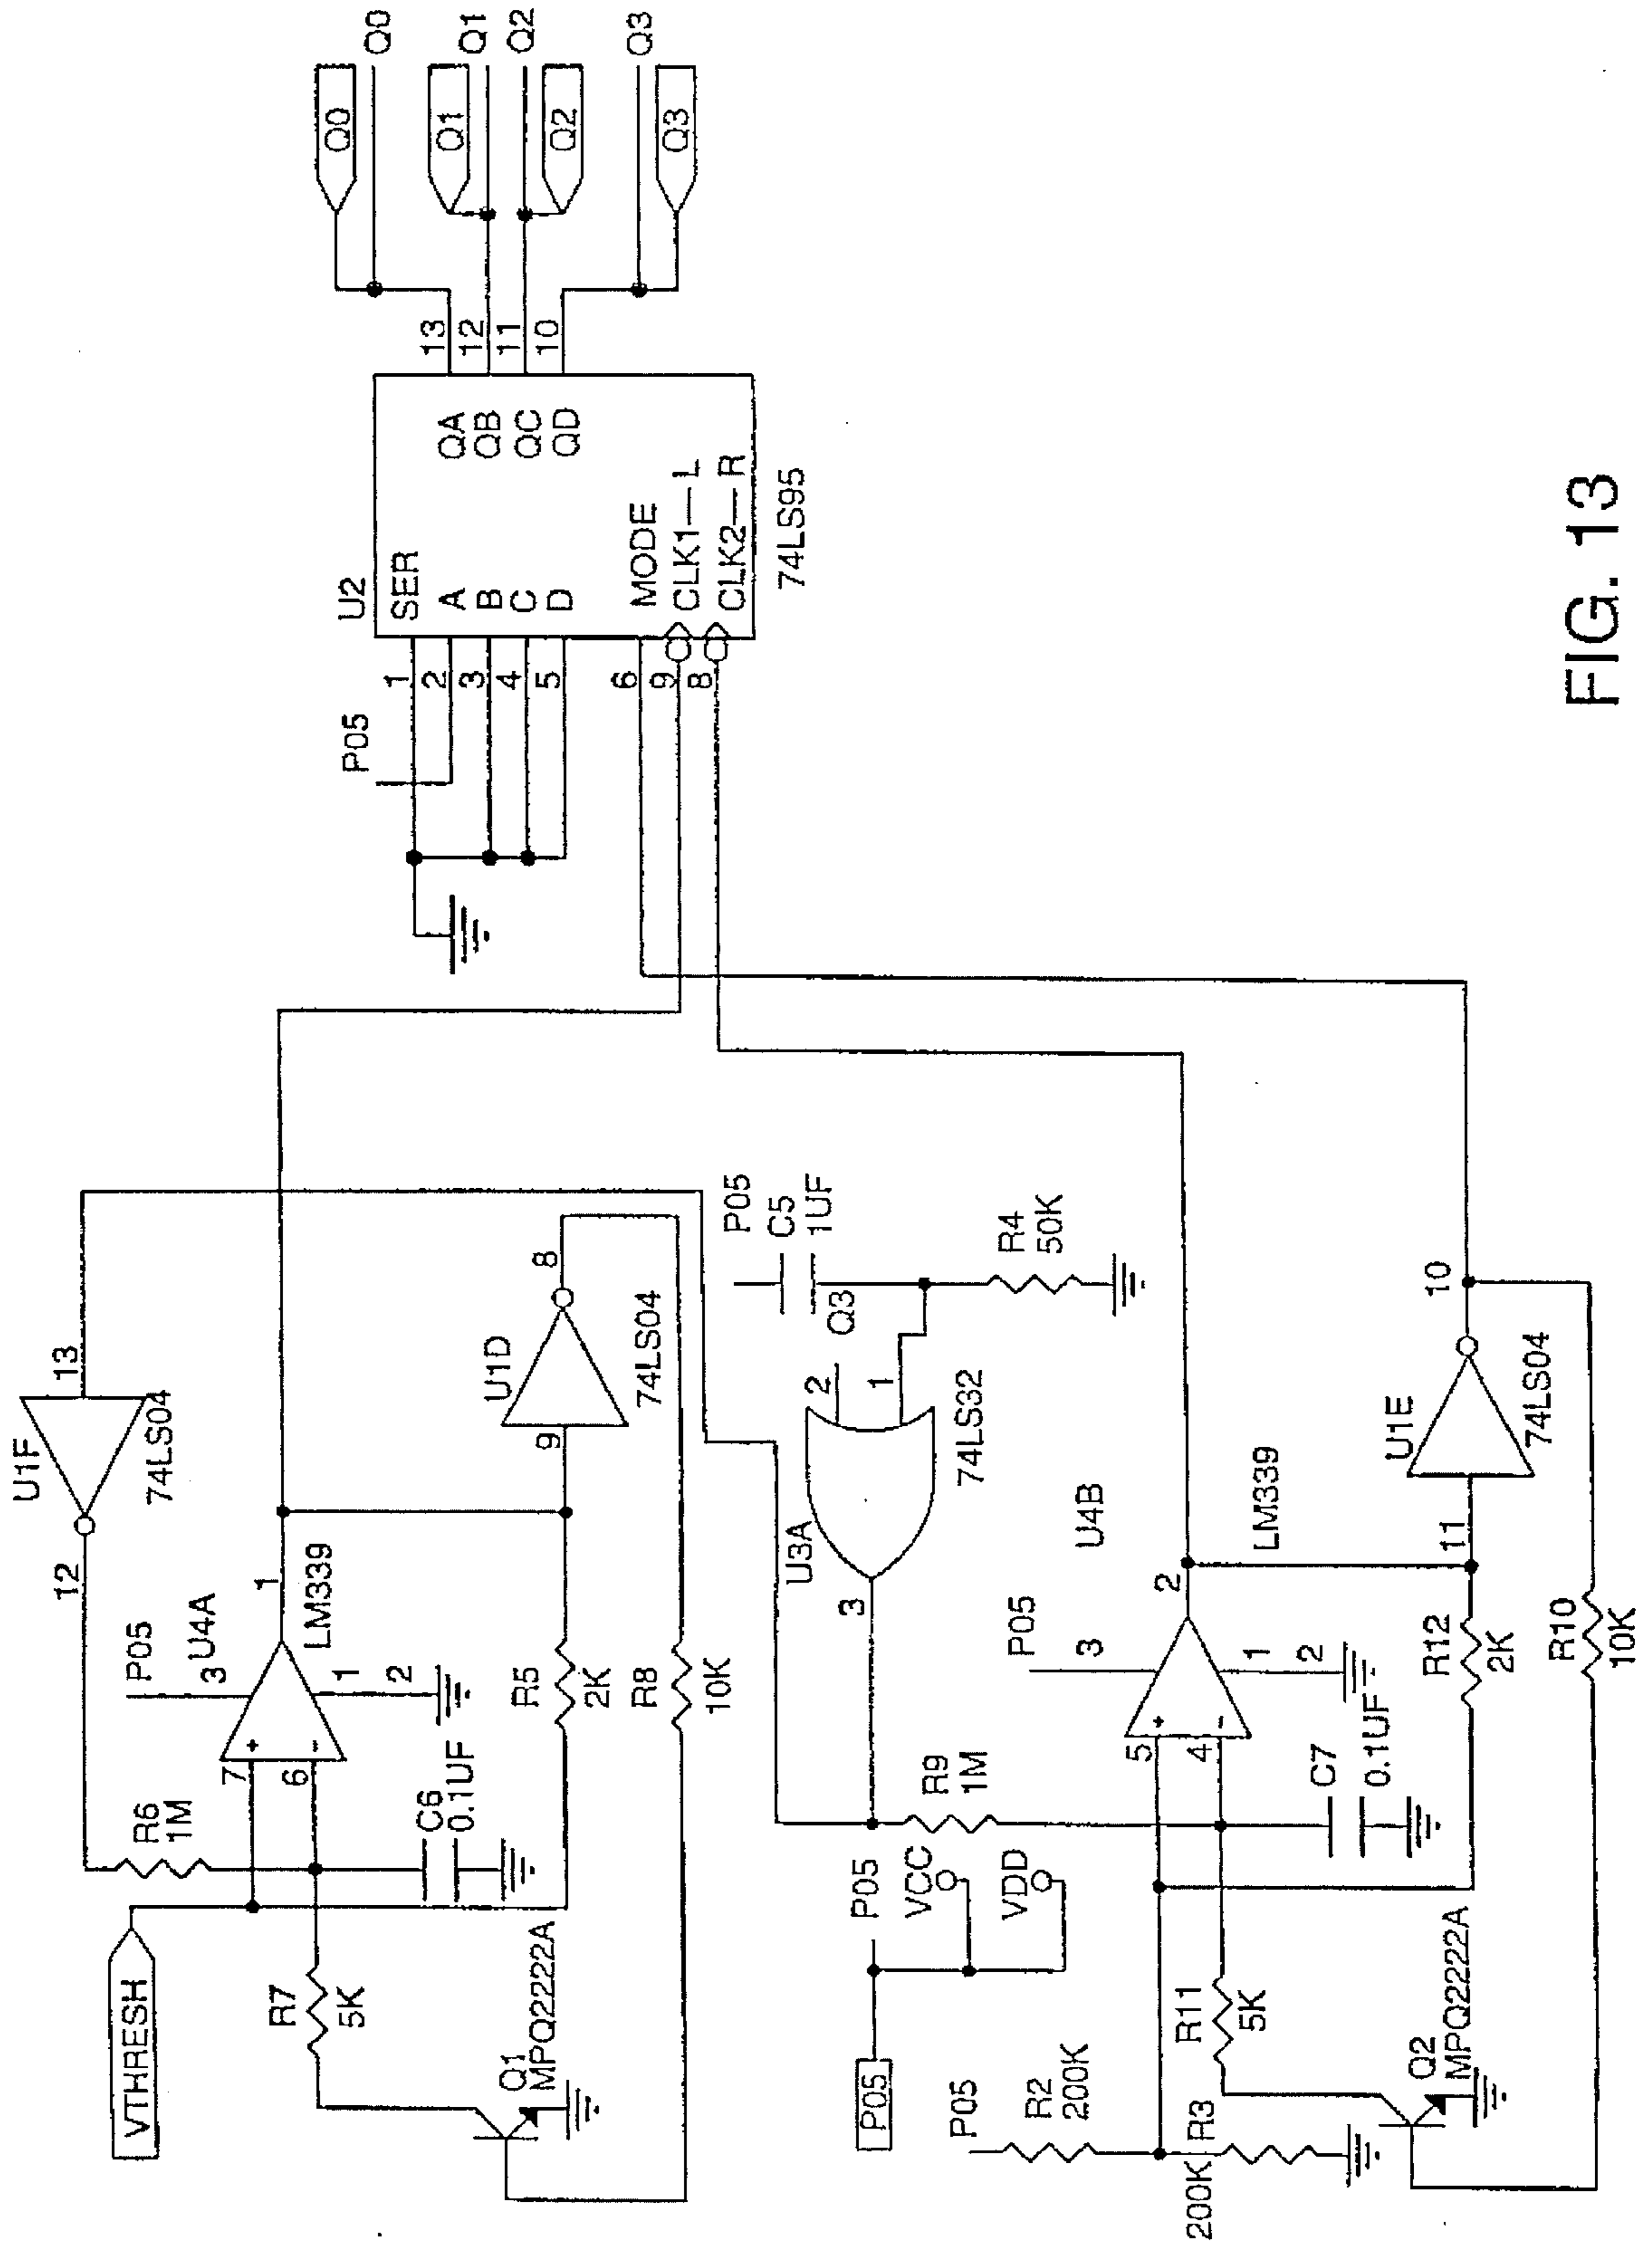 U1F
13
12
74LS04
VTHRESH
R6
1M
P05
3
U4A
7
+
6
-
1
LM339
1
2
C6
0.1UF
R7
5K
Q1
MPQ2222A
R5
2K
R8
10K
9
U1D
8
74LS04
P05
C5
1UF
Q3
R4
50K
2
1
U3A
3
74LS32
P05
P05
VCC
VDD
R9
1M
P05
R2
200K
R3
200K
P05
3
U4B
5
+
4
-
2
LM339
1
2
C7
0.1UF
R11
5K
Q2
MPQ2222A
R12
2K
R10
10K
11
U1E
10
74LS04
P05
U2
1
SER
2
A
3
B
4
C
5
D
6
MODE
9
CLK1—L
8
CLK2—R
QA
13
QB
12
QC
11
QD
10
74LS95
Q0
Q0
Q1
Q1
Q2
Q2
Q3
Q3
FIG. 13